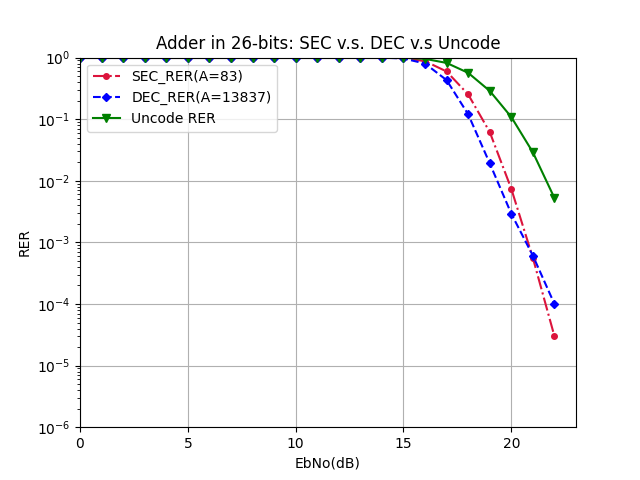 Adder in 26-bits: SEC v.s. DEC v.s Uncode
SEC_RER(A=83)
DEC_RER(A=13837)
Uncode RER
RER
10^0
10^-1
10^-2
10^-3
10^-4
10^-5
10^-6
0 5 10 15 20
EbNo(dB)